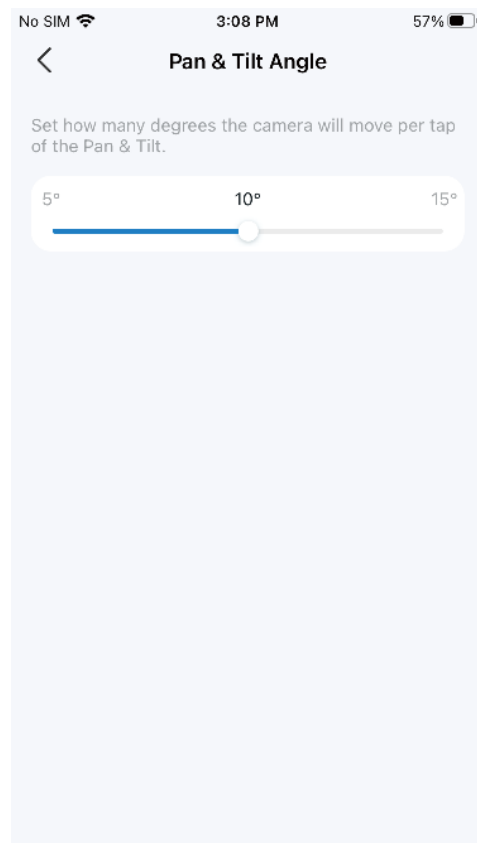 No SIM 3:08 PM 57%
Pan & Tilt Angle
Set how many degrees the camera will move per tap
of the Pan & Tilt.
5° 10° 15°